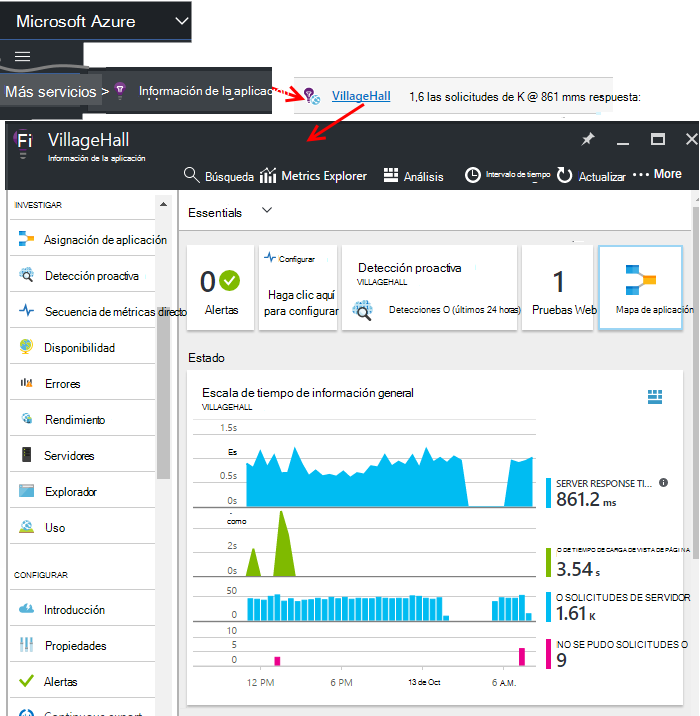 Microsoft Azure
Más servicios >
Información de la aplicac
VillageHall
1,6 las solicitudes de K @ 861 mms respuesta:
Fi
VillageHall
Información de la aplicación
Búsqueda
Metrics Explorer
Análisis
Intervalo de tiempo
Actualizar
More
INVESTIGAR
Asignación de aplicación
Detección proactiva
Secuencia de métricas directo
Disponibilidad
Errores
Rendimiento
Servidores
Explorador
Uso
CONFIGURAR
Introducción
Propiedades
Alertas
Continuous export
Essentials
0
Alertas
Configurar
Haga clic aquí
para configurar
Detección proactiva
VILLAGEHALL
Detecciones O (últimos 24 horas)
1
Pruebas Web
Mapa de aplicación
Estado
Escala de tiempo de información general
VILLAGEHALL
1.5s
Es
0.5s
0s
como
2s
0s
50
0
10
5
0
12 PM
6 PM
13 de Oct
6 A.M.
SERVER RESPONSE TI...
861.2 ms
O DE TIEMPO DE CARGA DE VISTA DE PÁGINA
3.54 s
O SOLICITUDES DE SERVIDOR
1.61 K
NO SE PUDO SOLICITUDES O
9